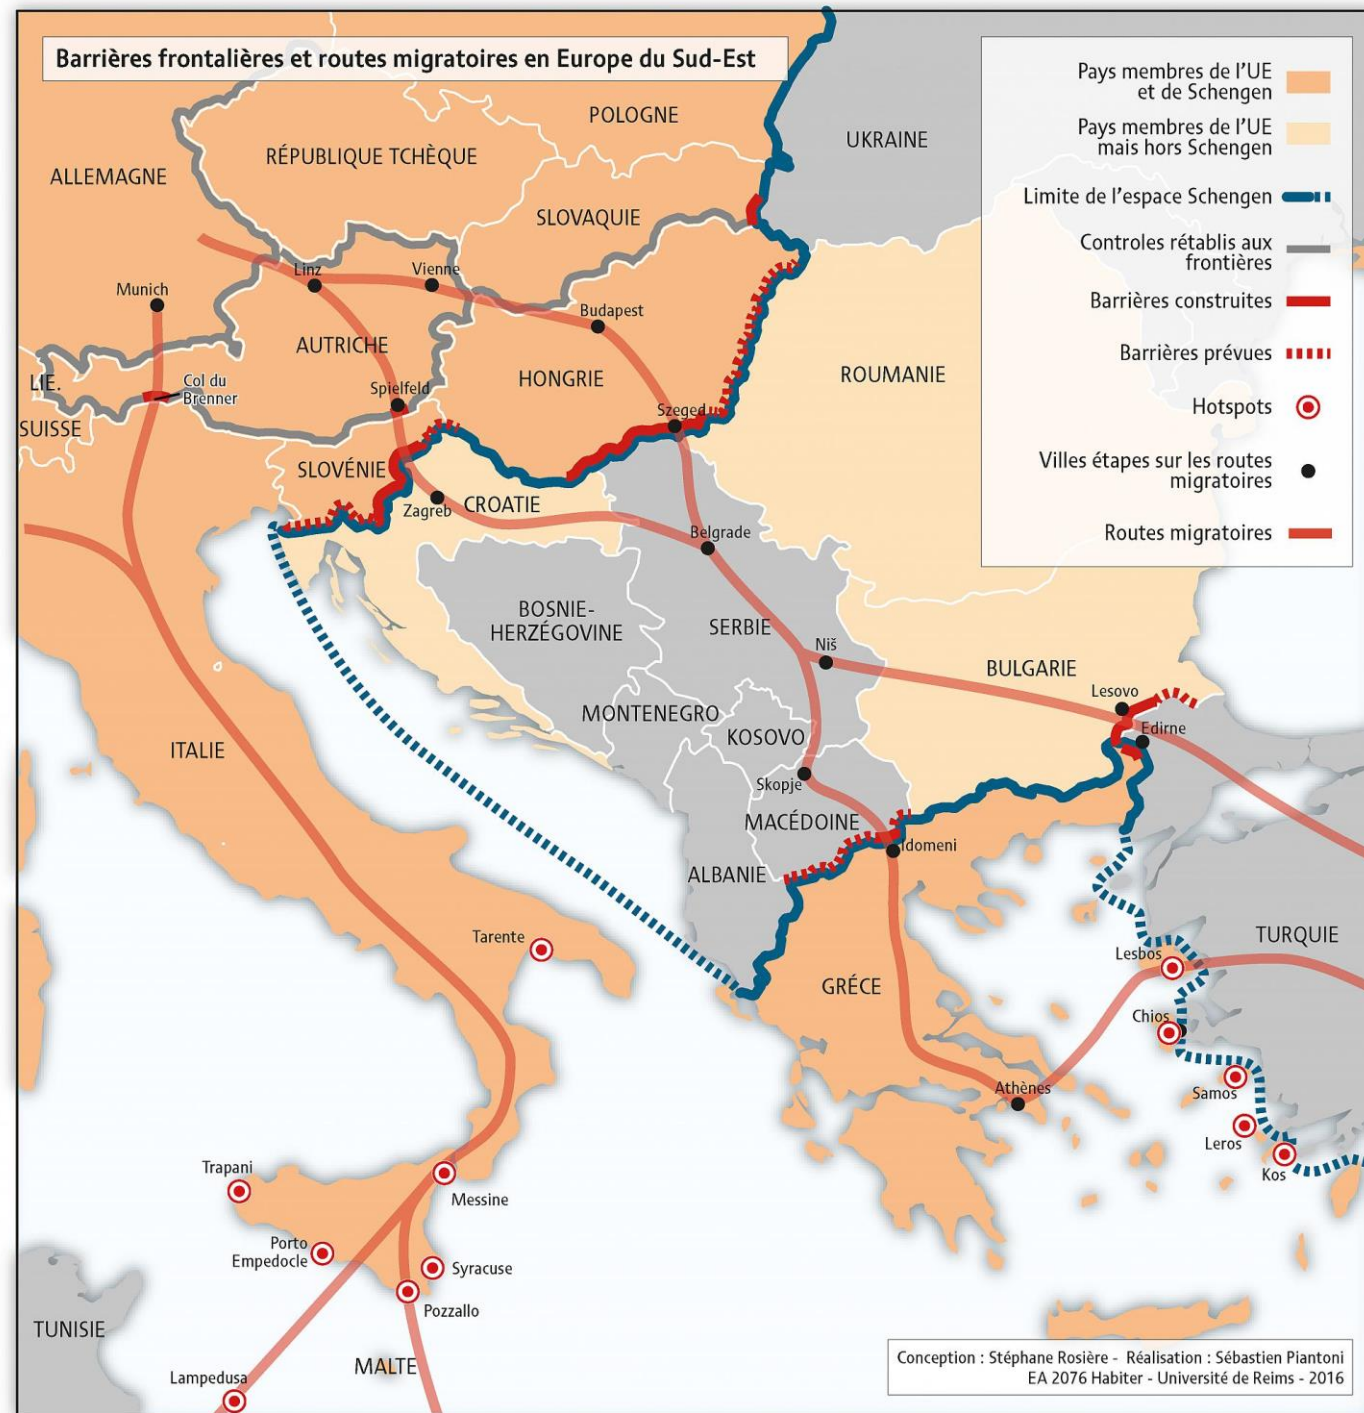 Barrières frontalières et routes migratoires en Europe du Sud-Est
Pays membres de l'UE
et de Schengen
Pays membres de l'UE
mais hors Schengen
Limite de l'espace Schengen
Controles rétablis aux
frontières
Barrières construites
Barrières prévues
Hotspots
Villes étapes sur les routes
migratoires
Routes migratoires
POLOGNE
UKRAINE
RÉPUBLIQUE TCHÈQUE
ALLEMAGNE
SLOVAQUIE
Linz
Vienne
Munich
Budapest
AUTRICHE
HONGRIE
ROUMANIE
LIE.
Col du
Brenner
Spielfeld
Szeged
SUISSE
SLOVÉNIE
Zagreb
CROATIE
Belgrade
BOSNIE-
HERZÉGOVINE
SERBIE
Niš
BULGARIE
Lesovo
MONTENEGRO
KOSOVO
Edirne
ITALIE
Skopje
MACÉDOINE
Idomeni
ALBANIE
Tarente
TURQUIE
Lesbos
GRÉCE
Chios
Athènes
Samos
Leros
Kos
Trapani
Messine
Porto
Empedocle
Syracuse
Pozzallo
TUNISIE
MALTE
Lampedusa
Conception : Stéphane Rosière - Réalisation : Sébastien Piantoni
EA 2076 Habiter - Université de Reims - 2016